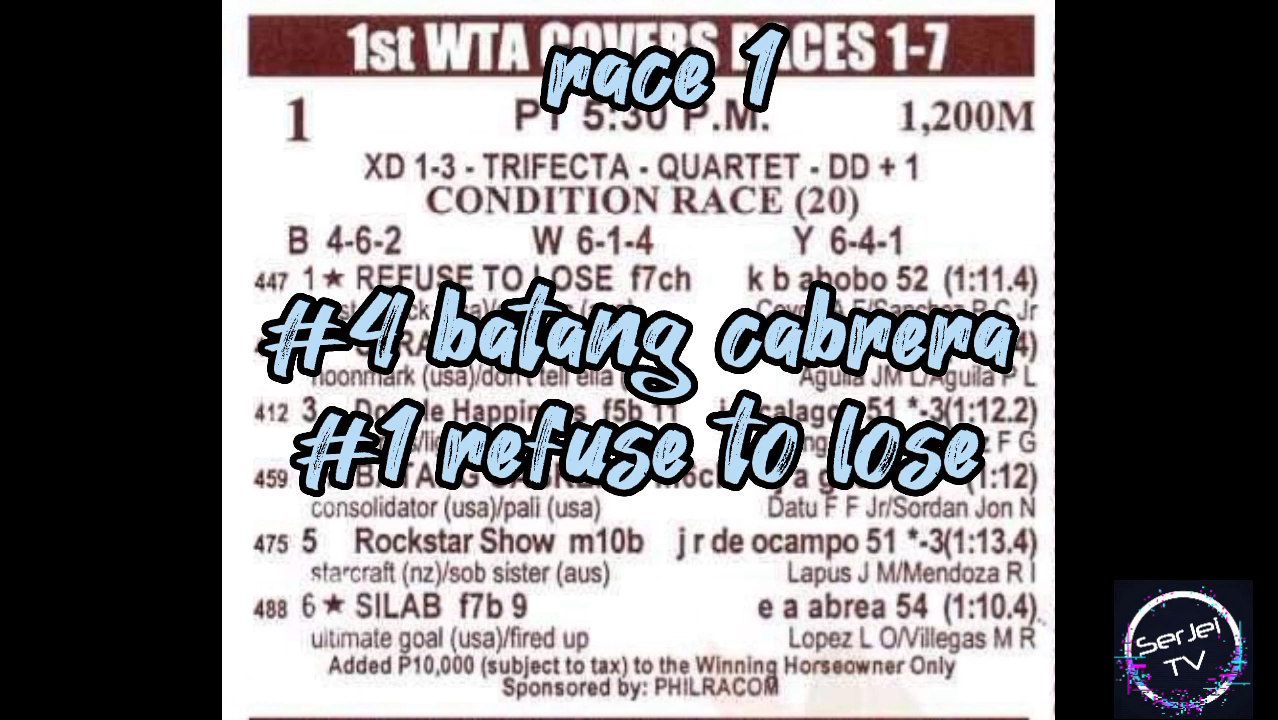 1st WTA COVERS RACES 1-7
race 1
1 PT 5:30 P.M. 1,200M
XD 1-3 - TRIFECTA - QUARTET - DD + 1
CONDITION RACE (20)
B 4-6-2 W 6-1-4 Y 6-4-1
447 1★ REFUSE TO LOSE f7ch k b abobo 52 (1:11.4)
#4 batang cabrera
noonmark (usa)/don't tell ella Aguila JM L/Aguila P L
412 3 Double Happiness f5b 11 51 *-3(1:12.2)
#1 refuse to lose
F G
459 (1:12)
consolidator (usa)/pali (usa) Datu F F Jr/Sordan Jon N
475 5 Rockstar Show m10b j r de ocampo 51 *-3(1:13.4)
starcraft (nz)/sob sister (aus) Lapus J M/Mendoza R I
488 6★ SILAB f7b 9 e a abrea 54 (1:10.4)
ultimate goal (usa)/fired up Lopez L O/Villegas M R
Added P10,000 (subject to tax) to the Winning Horseowner Only
Sponsored by: PHILRACOM
SerJei
TV